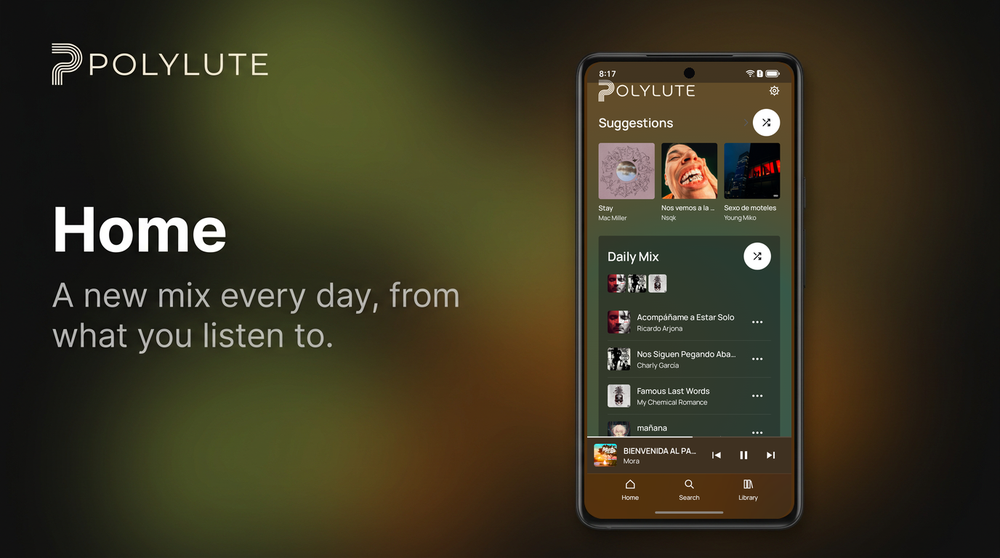 POLYLUTE
Home
A new mix every day, from
what you listen to.
8:17
POLYLUTE
Suggestions
Stay
Mac Miller
Nos vemos a la ...
Nsqk
Sexo de moteles
Young Miko
Daily Mix
Acompáñame a Estar Solo
Ricardo Arjona
Nos Siguen Pegando Aba...
Charly García
Famous Last Words
My Chemical Romance
mañana
BIENVENIDA AL PA...
Mora
Home
Search
Library